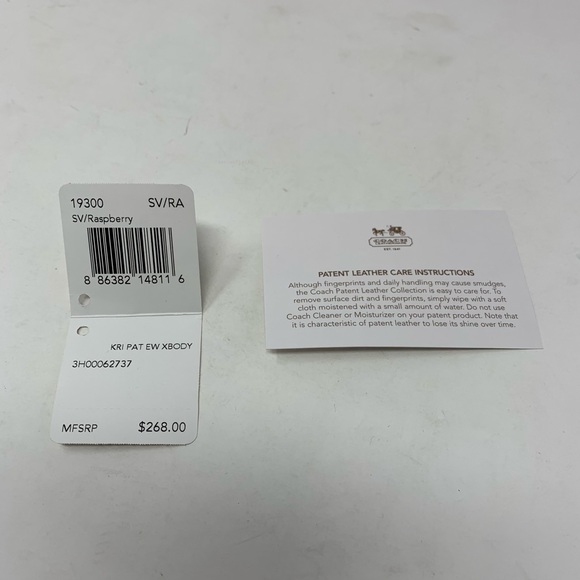 19300 SV/RA
SV/Raspberry
8 86382 14811 6
KRI PAT EW XBODY
3H00062737
MFSRP $268.00
COACH
EST. 1941
PATENT LEATHER CARE INSTRUCTIONS
Although fingerprints and daily handling may cause smudges,
the Coach Patent Leather Collection is easy to care for. To
remove surface dirt and fingerprints, simply wipe with a soft
cloth moistened with a small amount of water. Do not use
Coach Cleaner or Moisturizer on your patent product. Note that
it is characteristic of patent leather to lose its shine over time.